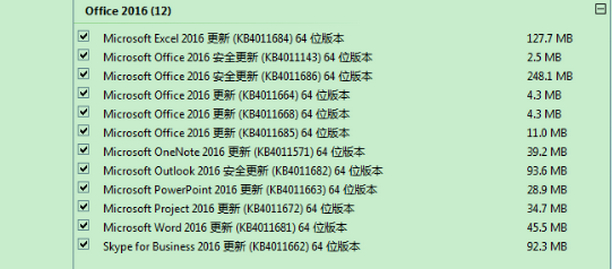 Office 2016 (12)
Microsoft Excel 2016 更新 (KB4011684) 64 位版本 127.7 MB
Microsoft Office 2016 安全更新 (KB4011143) 64 位版本 2.5 MB
Microsoft Office 2016 安全更新 (KB4011686) 64 位版本 248.1 MB
Microsoft Office 2016 更新 (KB4011664) 64 位版本 4.3 MB
Microsoft Office 2016 更新 (KB4011668) 64 位版本 4.3 MB
Microsoft Office 2016 更新 (KB4011685) 64 位版本 11.0 MB
Microsoft OneNote 2016 更新 (KB4011571) 64 位版本 39.2 MB
Microsoft Outlook 2016 安全更新 (KB4011682) 64 位版本 93.6 MB
Microsoft PowerPoint 2016 更新 (KB4011663) 64 位版本 28.9 MB
Microsoft Project 2016 更新 (KB4011672) 64 位版本 34.7 MB
Microsoft Word 2016 更新 (KB4011681) 64 位版本 45.5 MB
Skype for Business 2016 更新 (KB4011662) 64 位版本 92.3 MB